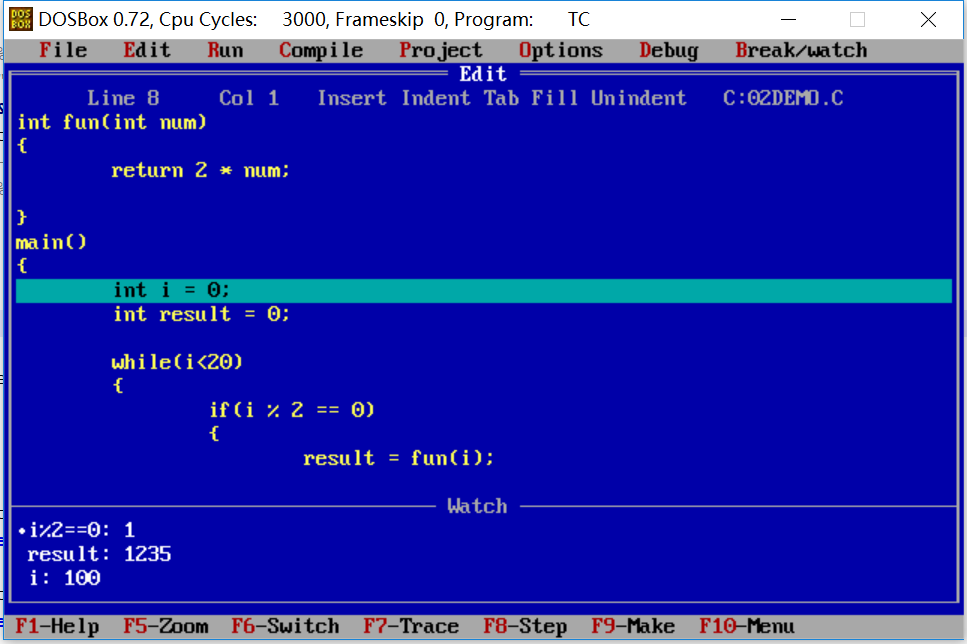 DOSBox 0.72, Cpu Cycles: 3000, Frameskip 0, Program: TC
File Edit Run Compile Project Options Debug Break/watch
Edit
Line 8 Col 1 Insert Indent Tab Fill Unindent C:02DEMO.C
int fun(int num)
{
return 2 * num;
}
main()
{
int i = 0;
int result = 0;
while(i<20)
{
if(i % 2 == 0)
{
result = fun(i);
Watch
•i%2==0: 1
result: 1235
i: 100
F1-Help F5-Zoom F6-Switch F7-Trace F8-Step F9-Make F10-Menu